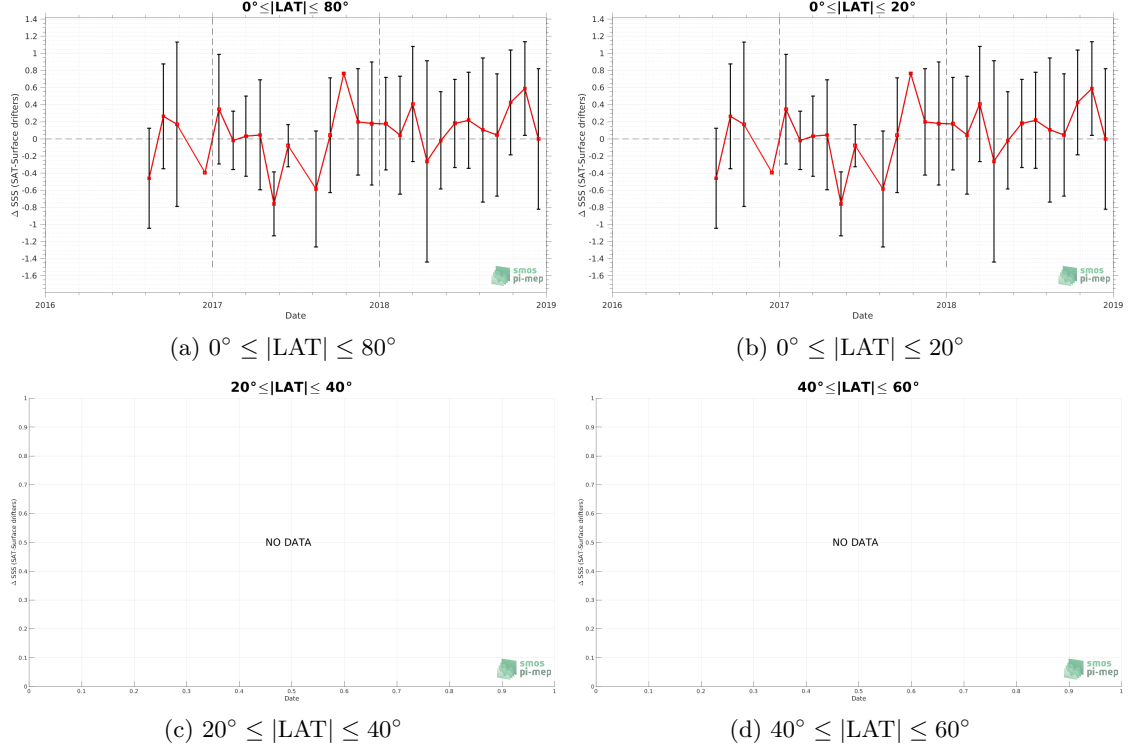 0°≤|LAT|≤ 80°
Δ SSS (SAT-Surface drifters)
1.4
1.2
1
0.8
0.6
0.4
0.2
0
-0.2
-0.4
-0.6
-0.8
-1
-1.2
-1.4
-1.6
2016 2017 2018 2019
Date
smos
pi-mep
(a) 0° ≤ |LAT| ≤ 80°
0°≤|LAT|≤ 20°
Δ SSS (SAT-Surface drifters)
1.4
1.2
1
0.8
0.6
0.4
0.2
0
-0.2
-0.4
-0.6
-0.8
-1
-1.2
-1.4
-1.6
2016 2017 2018 2019
Date
smos
pi-mep
(b) 0° ≤ |LAT| ≤ 20°
20°≤|LAT|≤ 40°
Δ SSS (SAT-Surface drifters)
1
0.9
0.8
0.7
0.6
0.5
0.4
0.3
0.2
0.1
0
NO DATA
0 0.1 0.2 0.3 0.4 0.5 0.6 0.7 0.8 0.9 1
Date
smos
pi-mep
(c) 20° ≤ |LAT| ≤ 40°
40°≤|LAT|≤ 60°
Δ SSS (SAT-Surface drifters)
1
0.9
0.8
0.7
0.6
0.5
0.4
0.3
0.2
0.1
0
NO DATA
0 0.1 0.2 0.3 0.4 0.5 0.6 0.7 0.8 0.9 1
Date
smos
pi-mep
(d) 40° ≤ |LAT| ≤ 60°